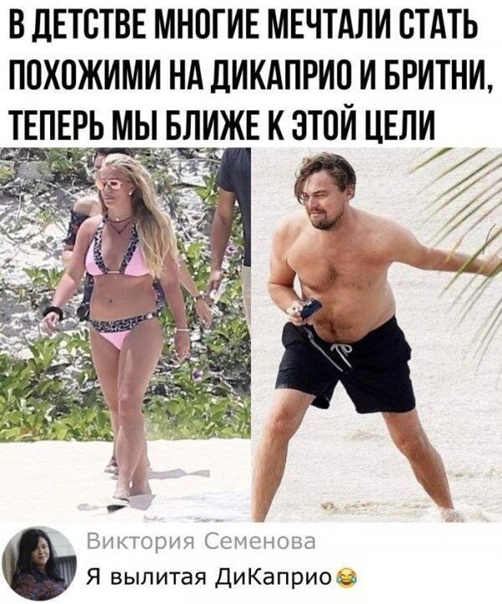 В ДЕТСТВЕ МНОГИЕ МЕЧТАЛИ СТАТЬ
ПОХОЖИМИ НА ДИКАПРИО И БРИТНИ,
ТЕПЕРЬ МЫ БЛИЖЕ К ЭТОЙ ЦЕЛИ
Виктория Семенова
Я вылитая ДиКаприо😂